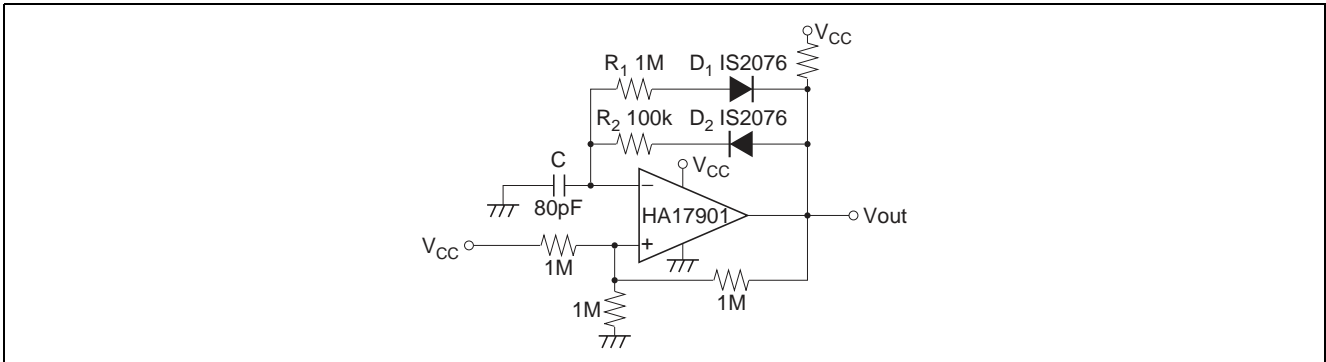 VCC
R1 1M D1 IS2076
R2 100k D2 IS2076
C
VCC
80pF
−
HA17901
Vout
VCC
+
1M
1M
1M